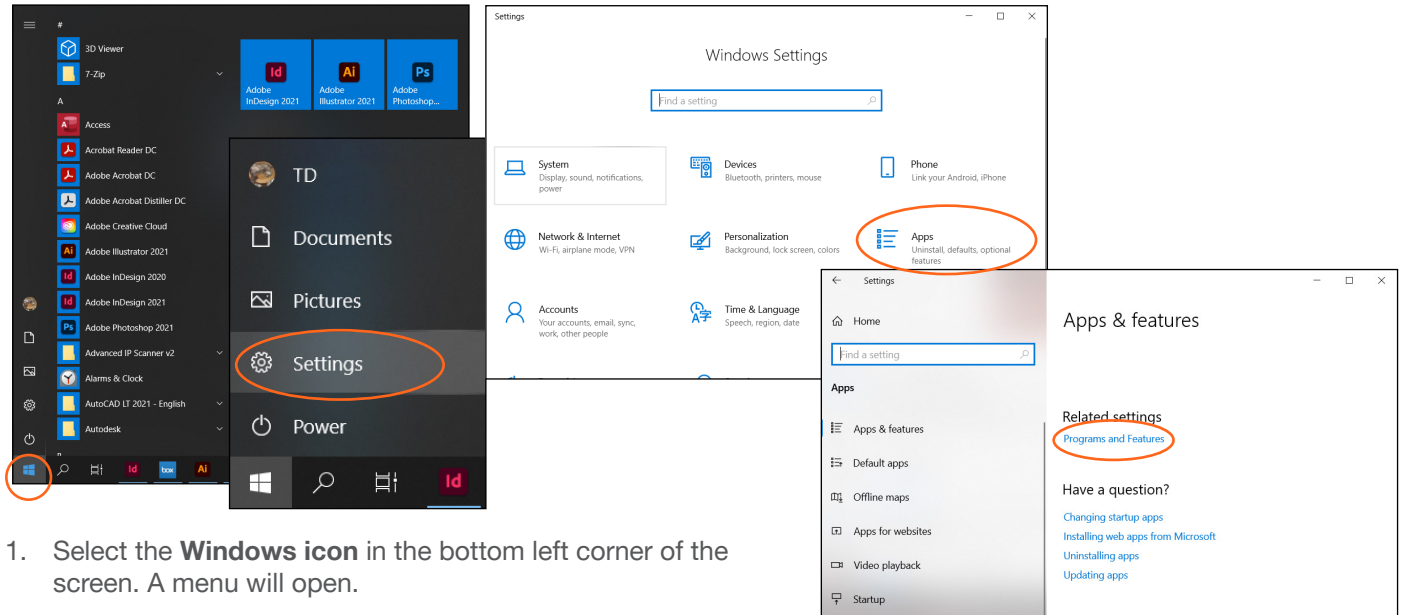 #
3D Viewer
7-Zip
A
Access
Acrobat Reader DC
Adobe Acrobat DC
Adobe Acrobat Distiller DC
Adobe Creative Cloud
Adobe Illustrator 2021
Adobe InDesign 2020
Adobe InDesign 2021
Adobe Photoshop 2021
Advanced IP Scanner v2
Alarms & Clock
AutoCAD LT 2021 - English
Autodesk
Id
Ai
Ps
Adobe
InDesign 2021
Adobe
Illustrator 2021
Adobe
Photoshop...
Id
box
Ai
TD
Documents
Pictures
Settings
Power
Id
Settings
Windows Settings
Find a setting
System
Display, sound, notifications,
power
Devices
Bluetooth, printers, mouse
Phone
Link your Android, iPhone
Network & Internet
Wi-Fi, airplane mode, VPN
Personalization
Background, lock screen, colors
Apps
Uninstall, defaults, optional
features
Accounts
Your accounts, email, sync,
work, other people
Time & Language
Speech, region, date
Settings
Home
Find a setting
Apps
Apps & features
Default apps
Offline maps
Apps for websites
Video playback
Startup
Apps & features
Related settings
Programs and Features
Have a question?
Changing startup apps
Installing web apps from Microsoft
Uninstalling apps
Updating apps
1. Select the Windows icon in the bottom left corner of the
screen. A menu will open.